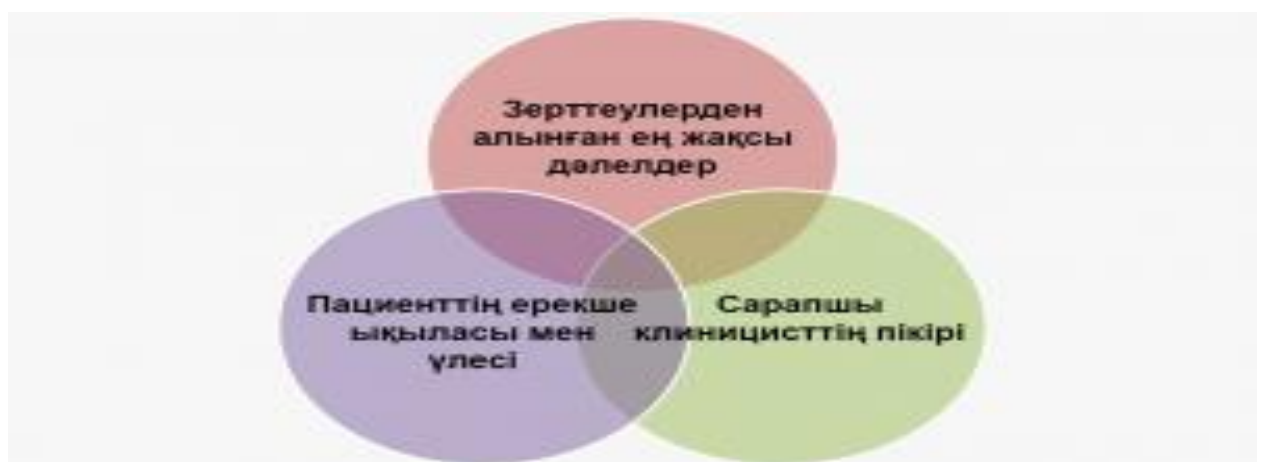 Зерттеулерден
алынған ең жақсы
дәлелдер
Пациенттің ерекше
ықыласы мен
үлесі
Сарапшы
клиницисттің пікірі